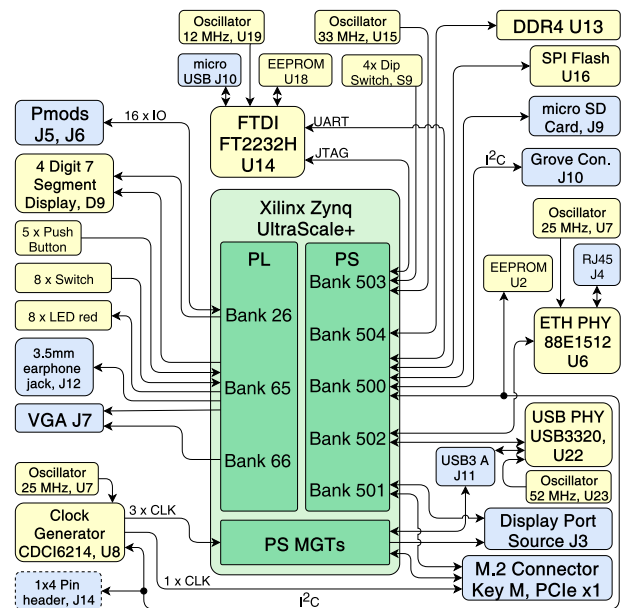 Oscillator
12 MHz, U19
Oscillator
33 MHz, U15
DDR4 U13
micro
USB J10
EEPROM
U18
4x Dip
Switch, S9
SPI Flash
U16
Pmods
J5, J6
16 x IO
FTDI
FT2232H
U14
UART
JTAG
micro SD
Card, J9
I²C
Grove Con.
J10
4 Digit 7
Segment
Display, D9
Xilinx Zynq
UltraScale+
Oscillator
25 MHz, U7
5 x Push
Button
PL
PS
EEPROM
U2
RJ45
J4
8 x Switch
Bank 503
8 x LED red
Bank 26
Bank 504
ETH PHY
88E1512
U6
3.5mm
earphone
jack, J12
Bank 65
Bank 500
VGA J7
Bank 502
USB PHY
USB3320,
U22
Bank 66
USB3 A
J11
Oscillator
25 MHz, U7
Bank 501
Oscillator
52 MHz, U23
Clock
Generator
CDCI6214, U8
3 x CLK
PS MGTs
Display Port
Source J3
1x4 Pin
header, J14
1 x CLK
M.2 Connector
Key M, PCIe x1
I²C